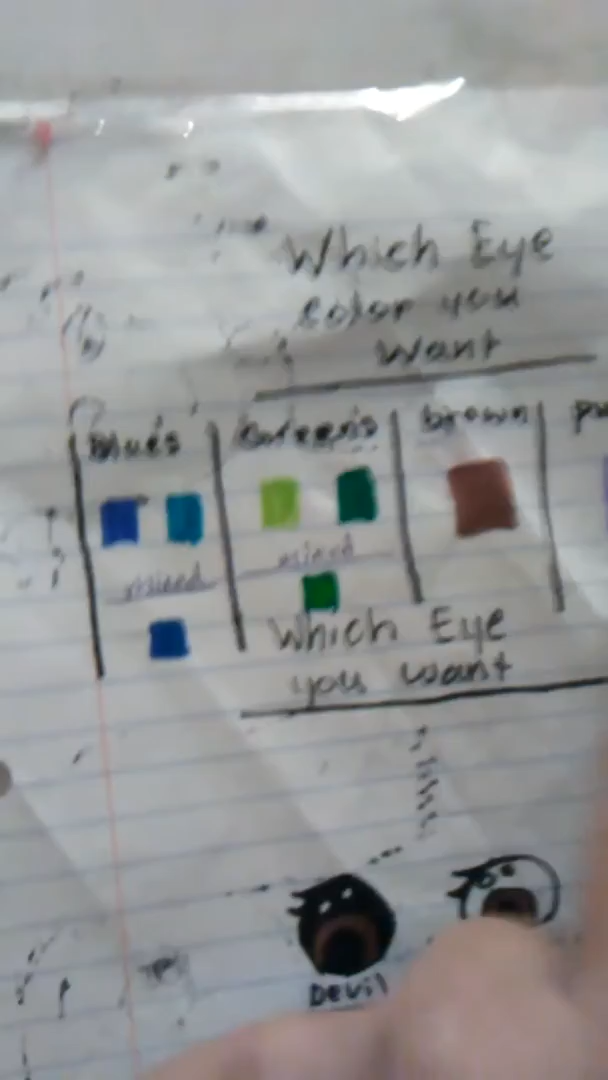 Which Eye
color you
want
blues
Greens
brown
mixed
mixed
Which Eye
you want
DEVIL